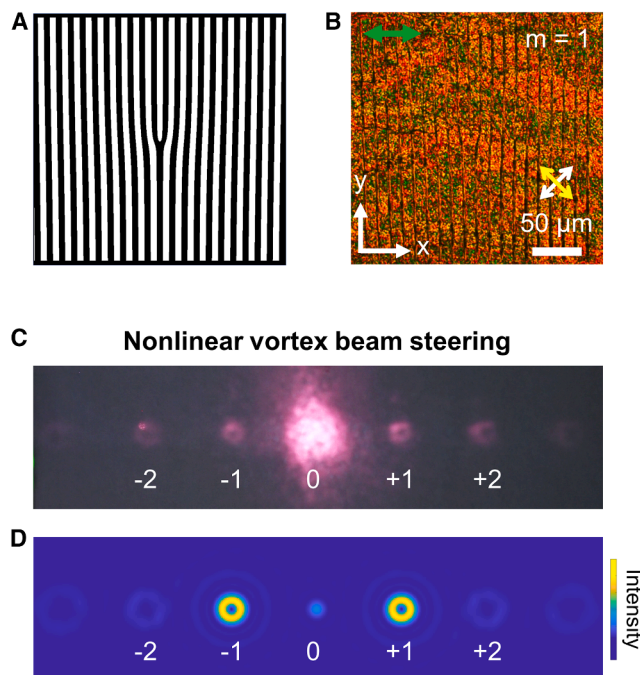 A
B
m = 1
y
x
50 μm
C
Nonlinear vortex beam steering
-2
-1
0
+1
+2
D
-2
-1
0
+1
+2
Intensity